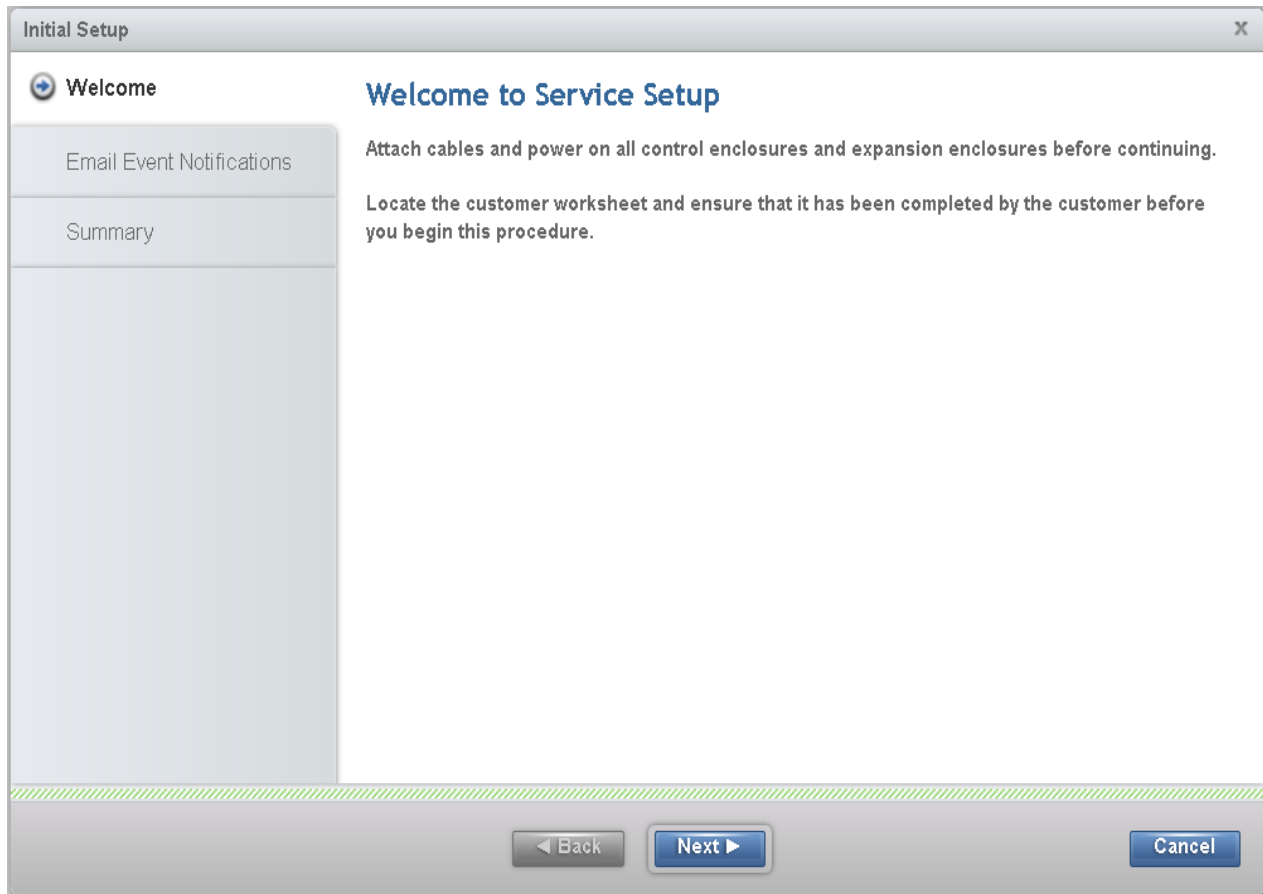 Initial Setup
x
Welcome
Email Event Notifications
Summary
Welcome to Service Setup
Attach cables and power on all control enclosures and expansion enclosures before continuing.
Locate the customer worksheet and ensure that it has been completed by the customer before
you begin this procedure.
Back
Next
Cancel